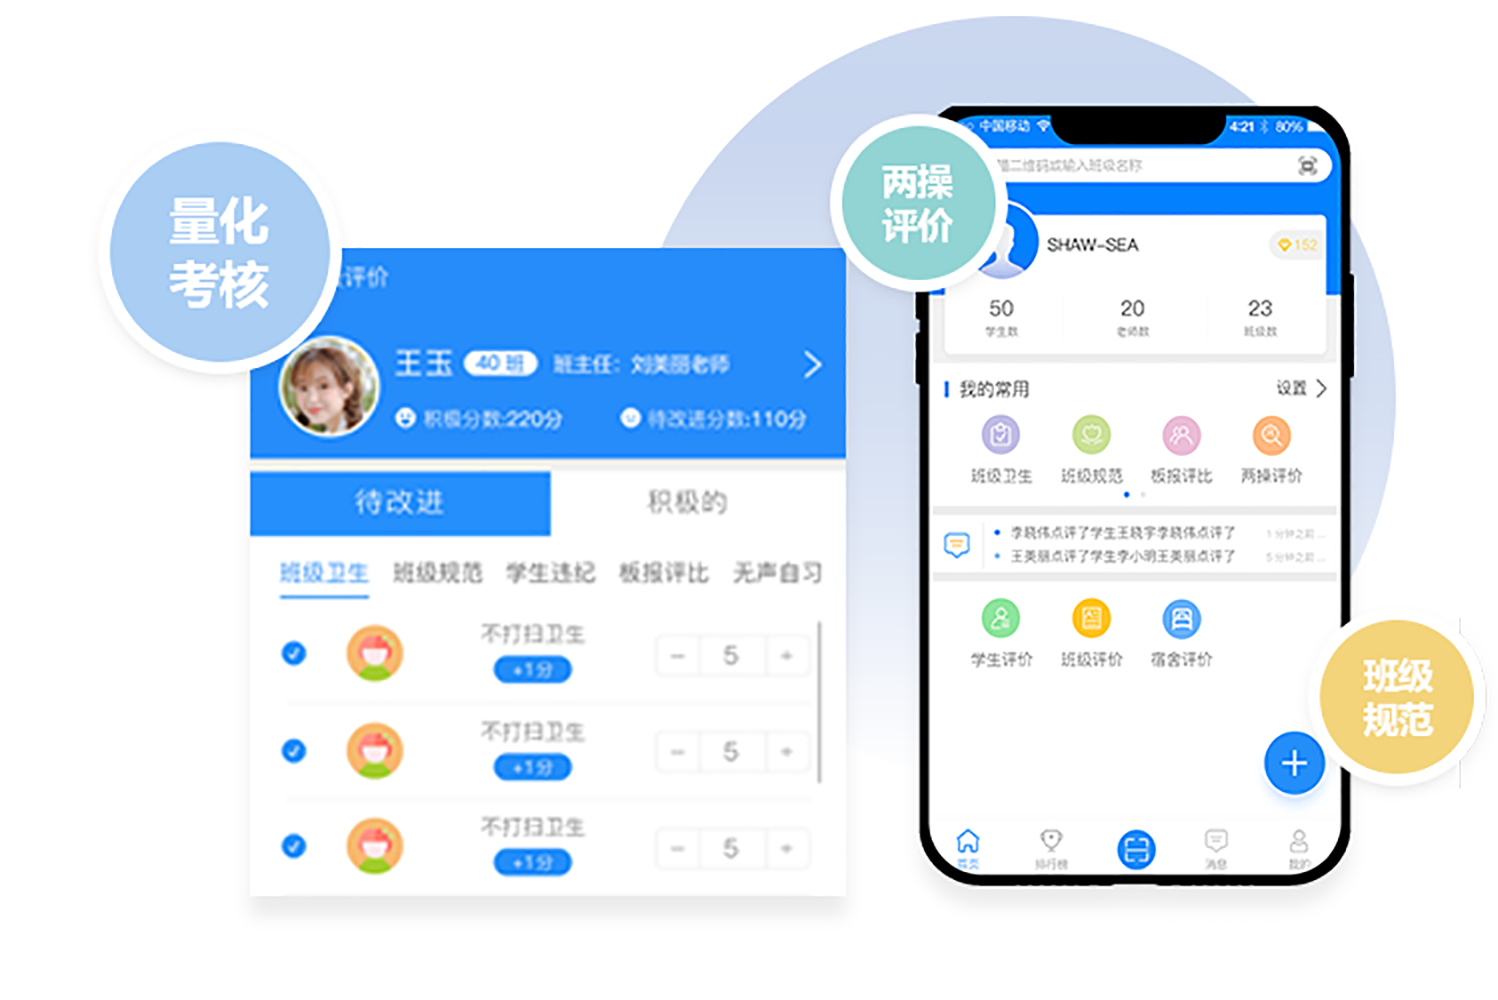 量化
考核
评价
王玉 40班 班主任：刘美丽老师
积极分数:220分 待改进分数:110分
待改进 积极的
班级卫生 班级规范 学生违纪 板报评比 无声自习
不打扫卫生
+1分
− 5 +
不打扫卫生
+1分
− 5 +
不打扫卫生
+1分
− 5 +
两操
评价
中国移动 4:21 80%
二维码或输入班级名称
SHAW-SEA 152
50 20 23
学生数 老师数 班级数
我的常用 设置
班级卫生 班级规范 板报评比 两操评价
李晓伟点评了学生王晓宇李晓伟点评了 1分钟之前...
王美丽点评了学生李小明王美丽点评了 5分钟之前...
学生评价 班级评价 宿舍评价
班级
规范
首页 排行榜 消息 我的